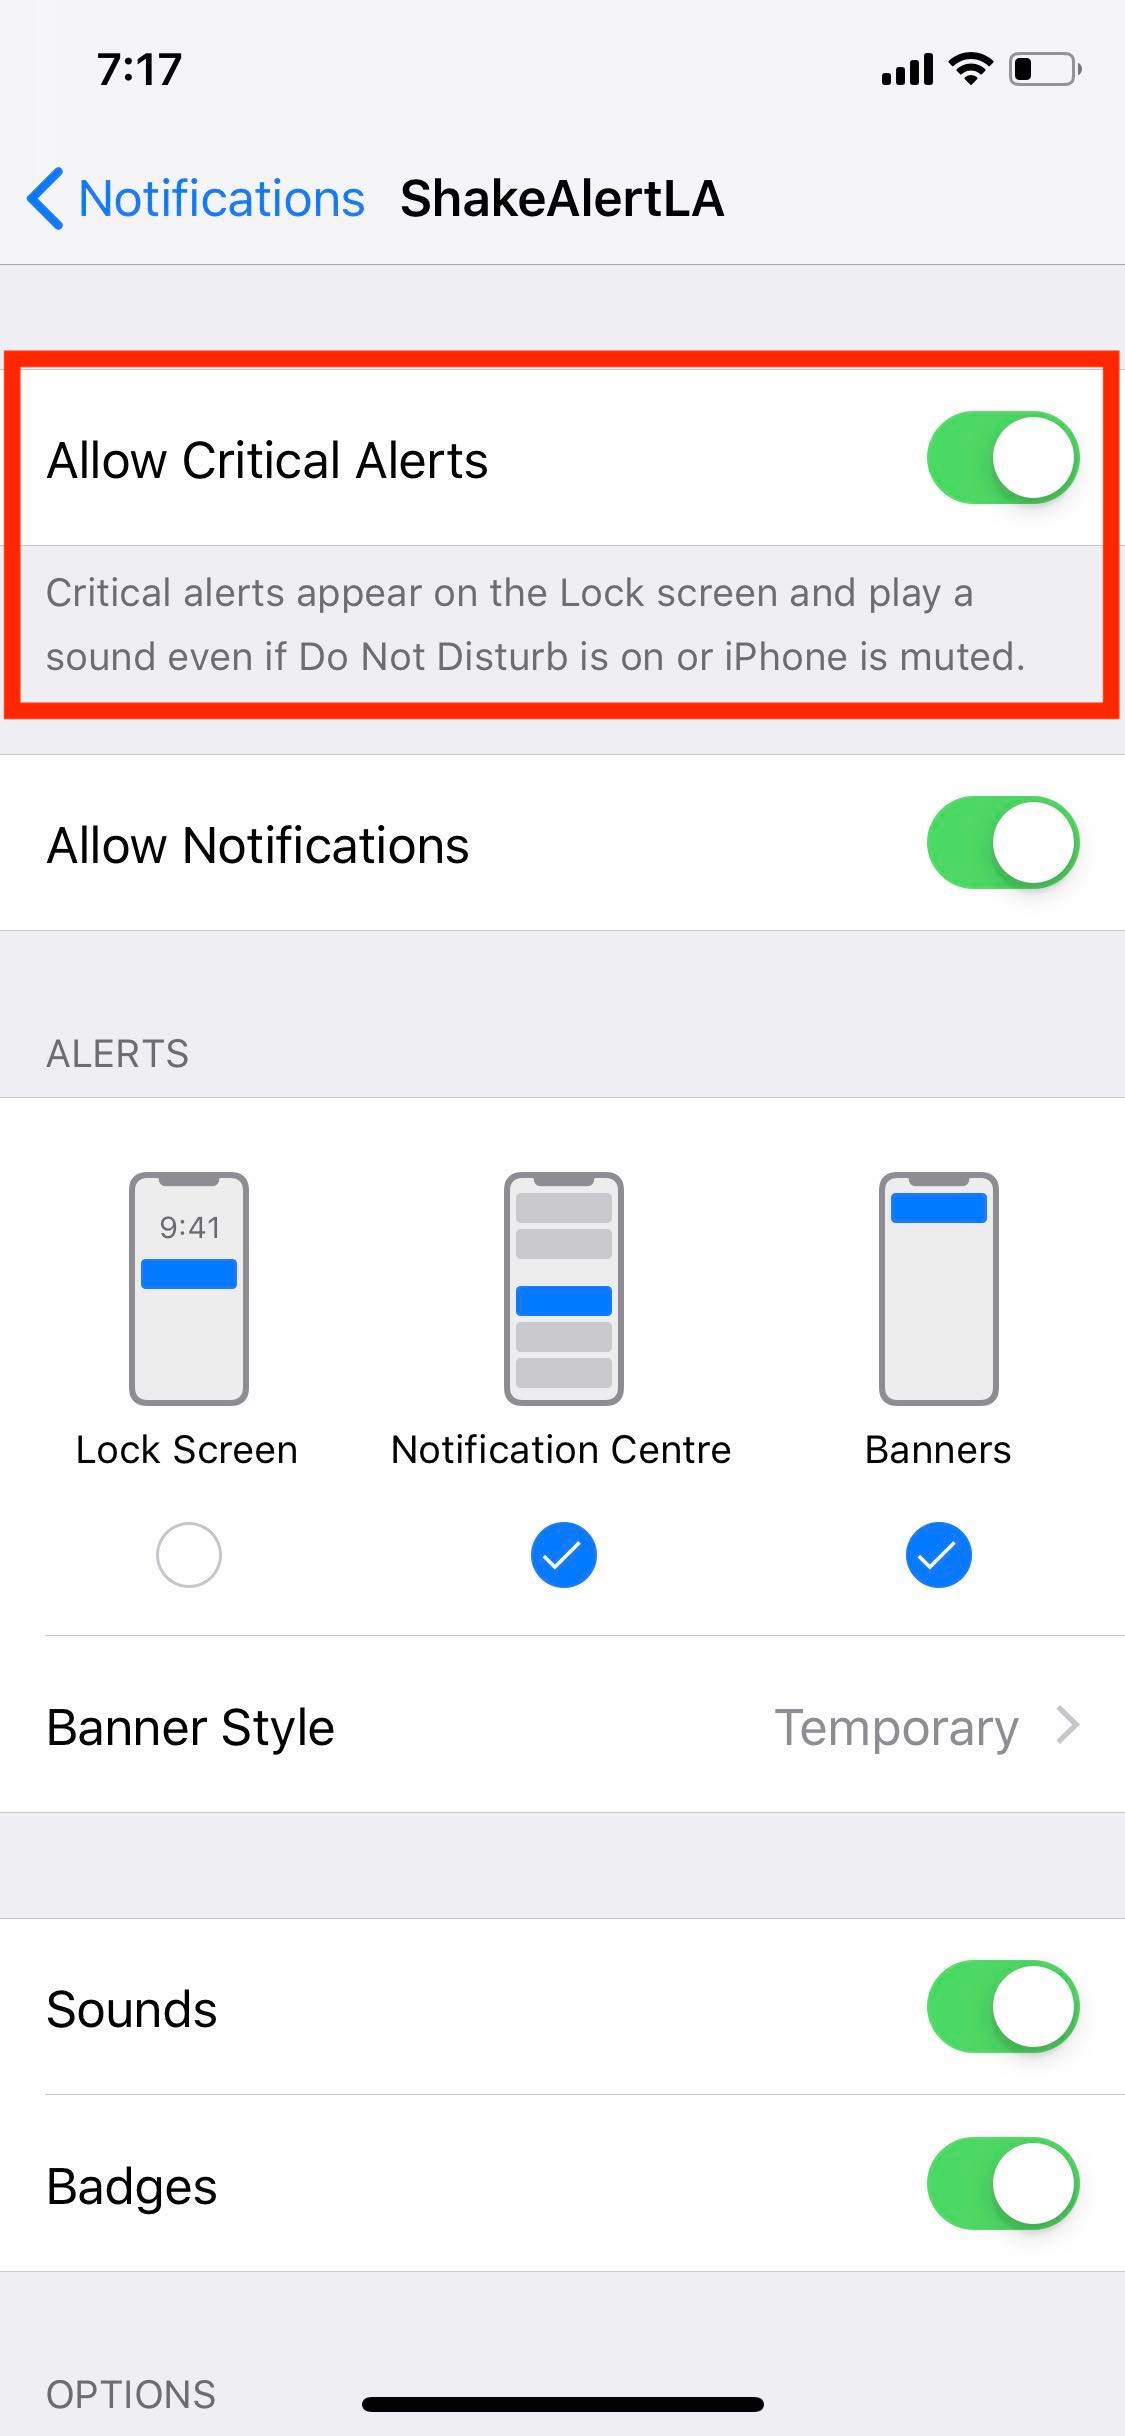 7:17
Notifications ShakeAlertLA
Allow Critical Alerts
Critical alerts appear on the Lock screen and play a
sound even if Do Not Disturb is on or iPhone is muted.
Allow Notifications
ALERTS
9:41
Lock Screen Notification Centre Banners
Banner Style Temporary
Sounds
Badges
OPTIONS